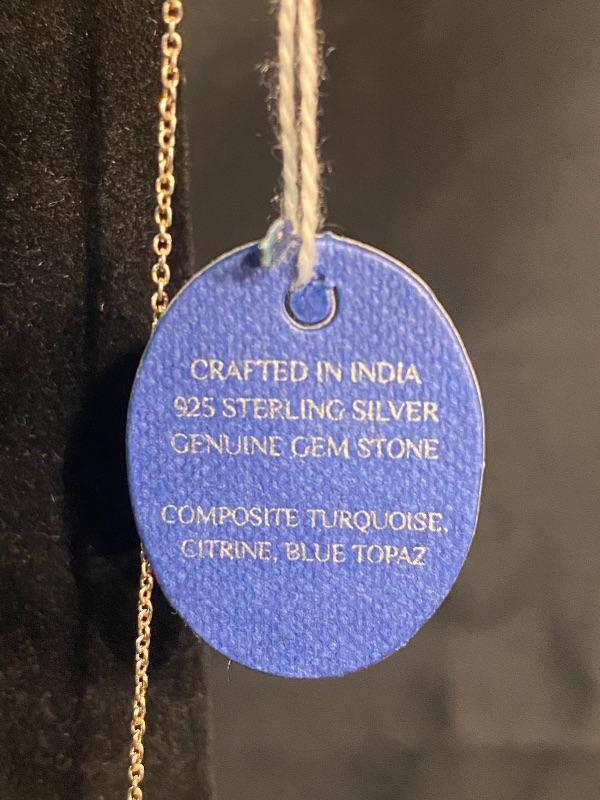 CRAFTED IN INDIA
925 STERLING SILVER
GENUINE GEM STONE
COMPOSITE TURQUOISE,
CITRINE, BLUE TOPAZ